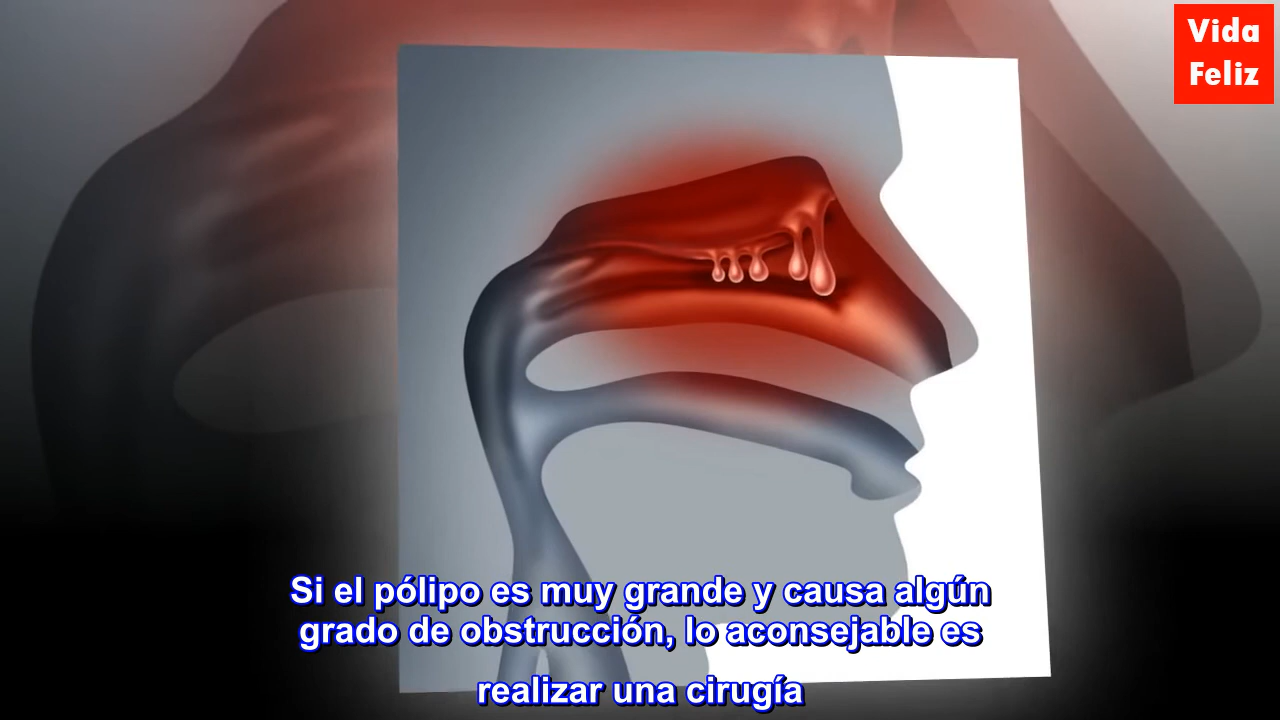 Vida
Feliz
Si el pólipo es muy grande y causa algún
grado de obstrucción, lo aconsejable es
realizar una cirugía